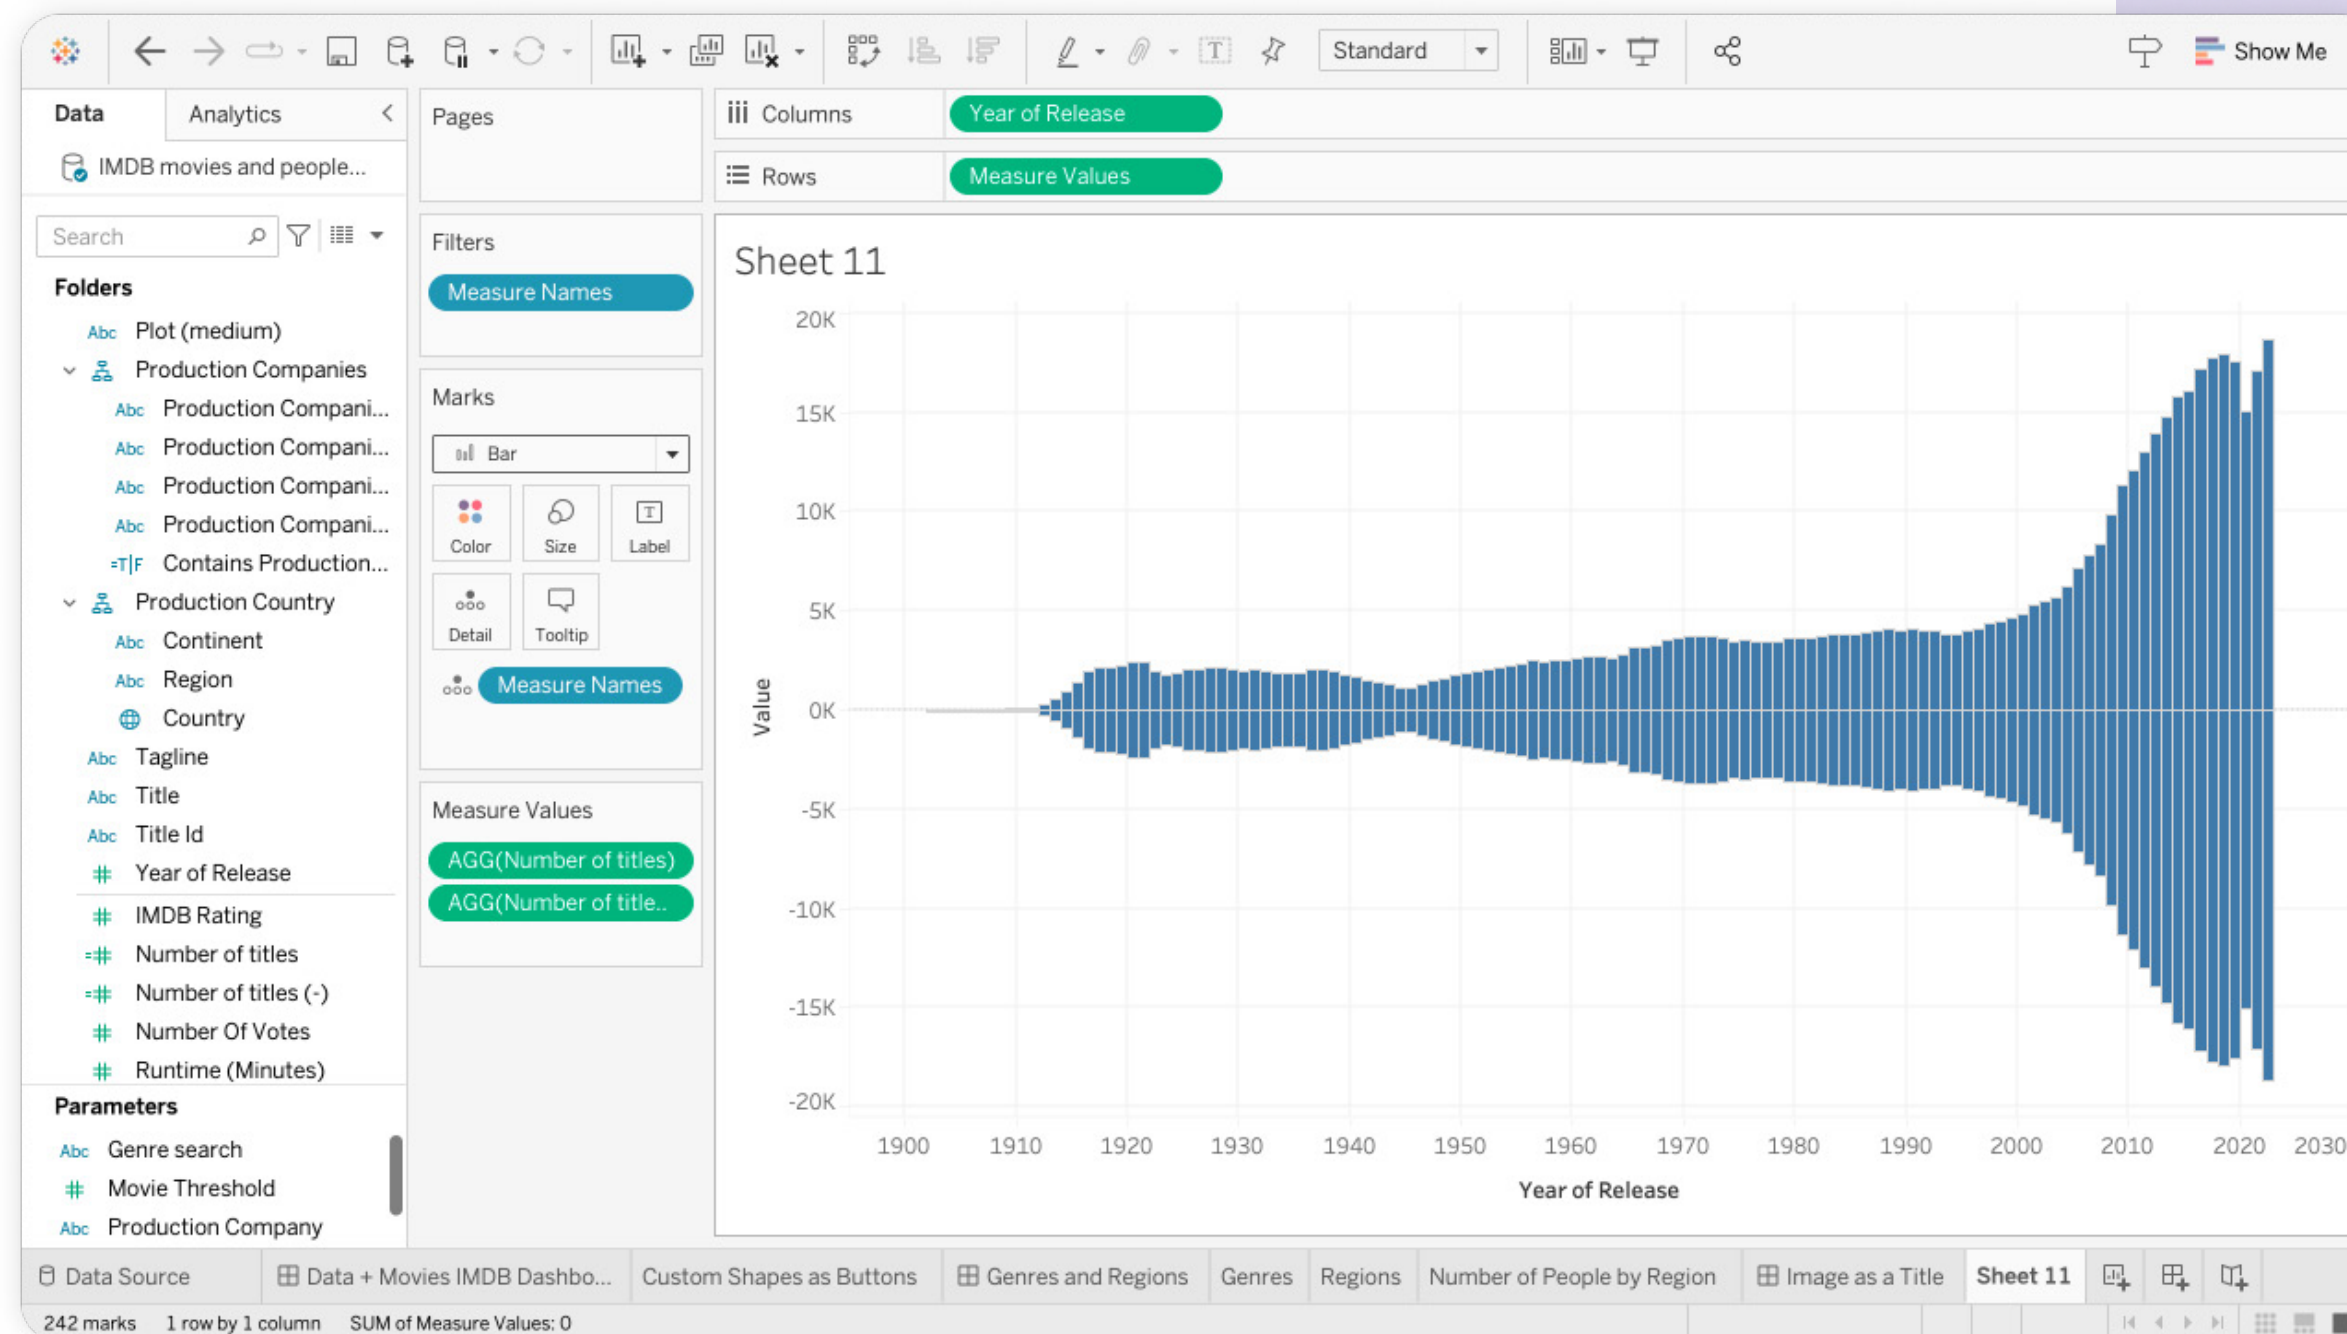 Standard
Show Me
Data
Analytics
IMDB movies and people...
Search
Folders
Abc Plot (medium)
Production Companies
Abc Production Compani...
Abc Production Compani...
Abc Production Compani...
Abc Production Compani...
=T|F Contains Production...
Production Country
Abc Continent
Abc Region
Country
Abc Tagline
Abc Title
Abc Title Id
# Year of Release
# IMDB Rating
=# Number of titles
=# Number of titles (-)
# Number Of Votes
# Runtime (Minutes)
Parameters
Abc Genre search
# Movie Threshold
Abc Production Company
Pages
Filters
Measure Names
Marks
Bar
Color Size Label
Detail Tooltip
Measure Names
Measure Values
AGG(Number of titles)
AGG(Number of title..
Columns Year of Release
Rows Measure Values
Sheet 11
20K
15K
10K
5K
0K
-5K
-10K
-15K
-20K
Value
1900 1910 1920 1930 1940 1950 1960 1970 1980 1990 2000 2010 2020 2030
Year of Release
Data Source Data + Movies IMDB Dashbo... Custom Shapes as Buttons Genres and Regions Genres Regions Number of People by Region Image as a Title Sheet 11
242 marks 1 row by 1 column SUM of Measure Values: 0